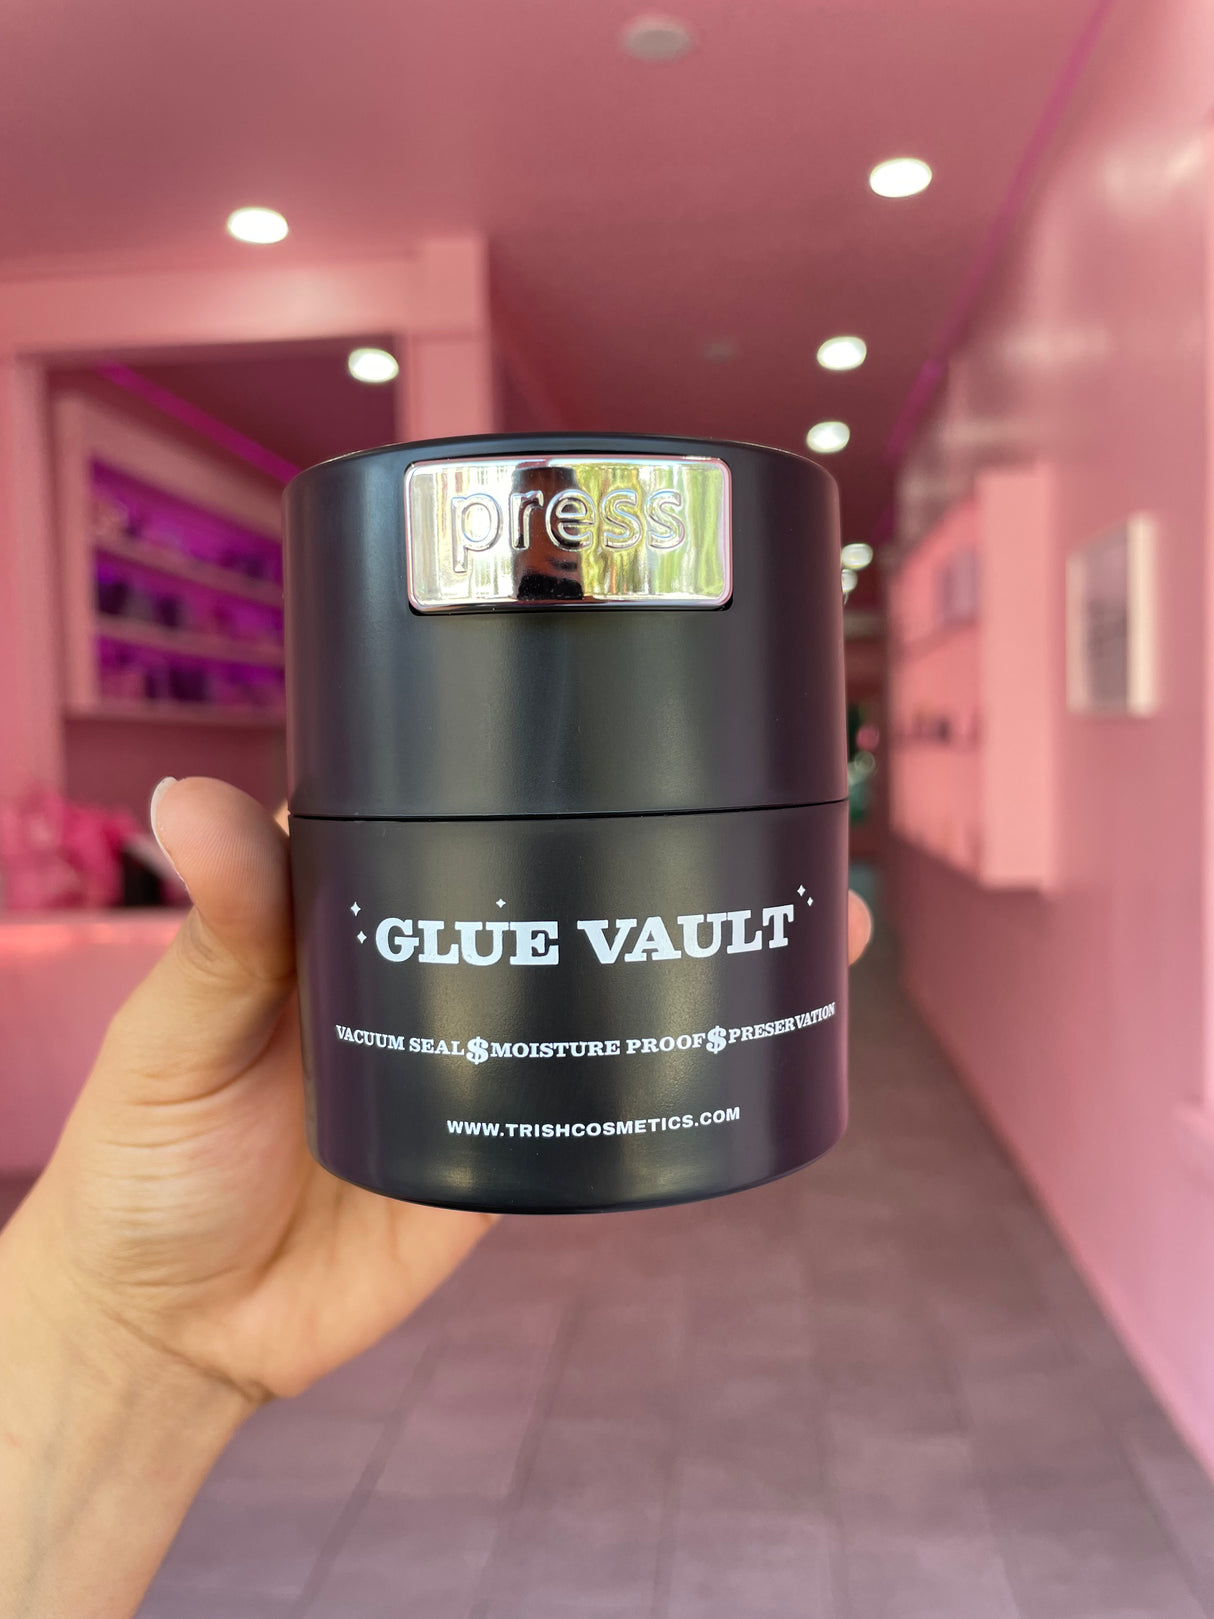 press
GLUE VAULT
VACUUM SEAL$MOISTURE PROOF$PRESERVATION
WWW.TRISHCOSMETICS.COM